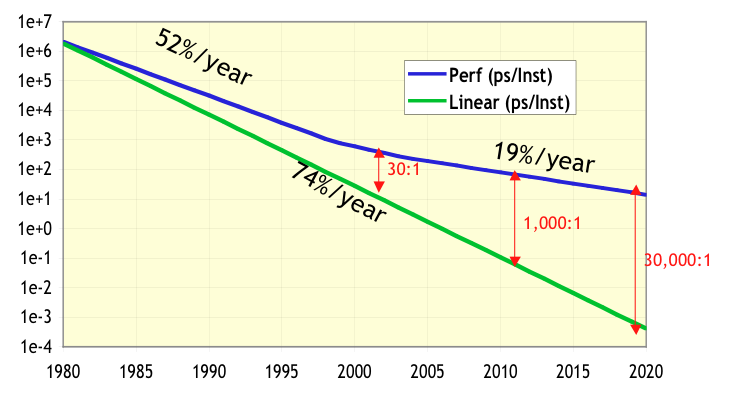 1e+7
1e+6
1e+5
1e+4
1e+3
1e+2
1e+1
1e+0
1e-1
1e-2
1e-3
1e-4
52%/year
Perf (ps/Inst)
Linear (ps/Inst)
19%/year
74%/year
30:1
1,000:1
30,000:1
1980 1985 1990 1995 2000 2005 2010 2015 2020